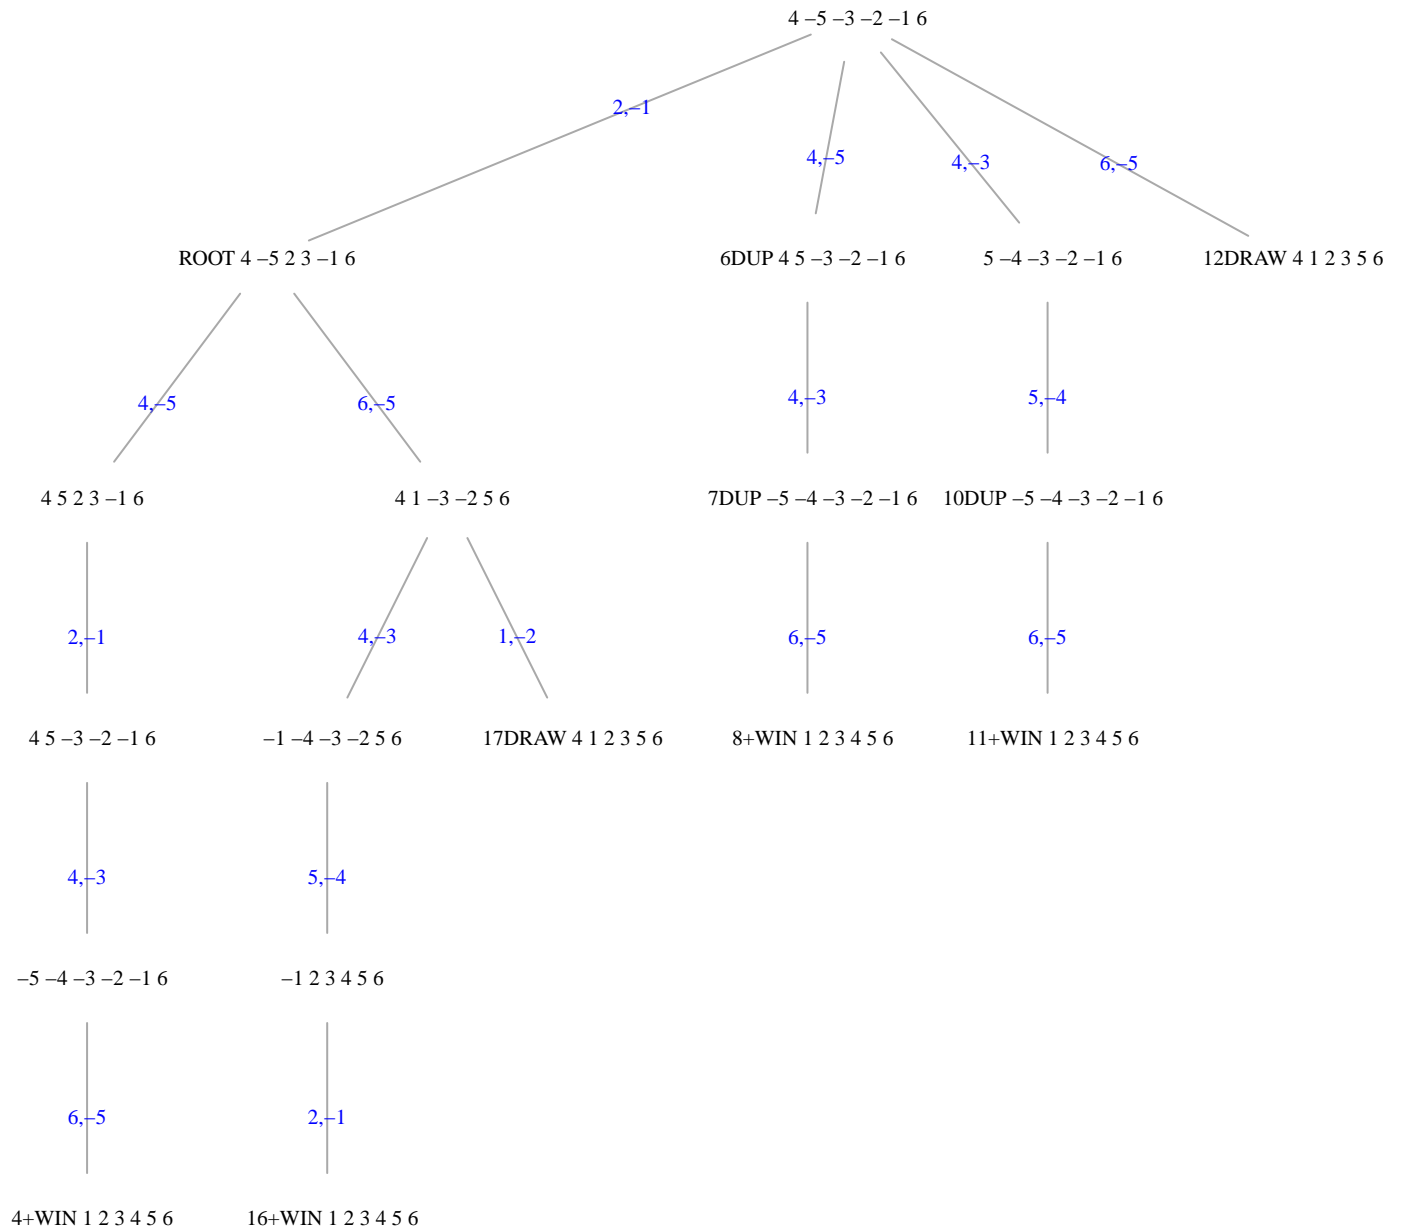 4 –5 –3 –2 –1 6
2,–1
4,–5
4,–3
6,–5
ROOT 4 –5 2 3 –1 6
6DUP 4 5 –3 –2 –1 6
5 –4 –3 –2 –1 6
12DRAW 4 1 2 3 5 6
4,–5
6,–5
4,–3
5,–4
4 5 2 3 –1 6
4 1 –3 –2 5 6
7DUP –5 –4 –3 –2 –1 6
10DUP –5 –4 –3 –2 –1 6
2,–1
4,–3
1,–2
6,–5
6,–5
4 5 –3 –2 –1 6
–1 –4 –3 –2 5 6
17DRAW 4 1 2 3 5 6
8+WIN 1 2 3 4 5 6
11+WIN 1 2 3 4 5 6
4,–3
5,–4
–5 –4 –3 –2 –1 6
–1 2 3 4 5 6
6,–5
2,–1
4+WIN 1 2 3 4 5 6
16+WIN 1 2 3 4 5 6